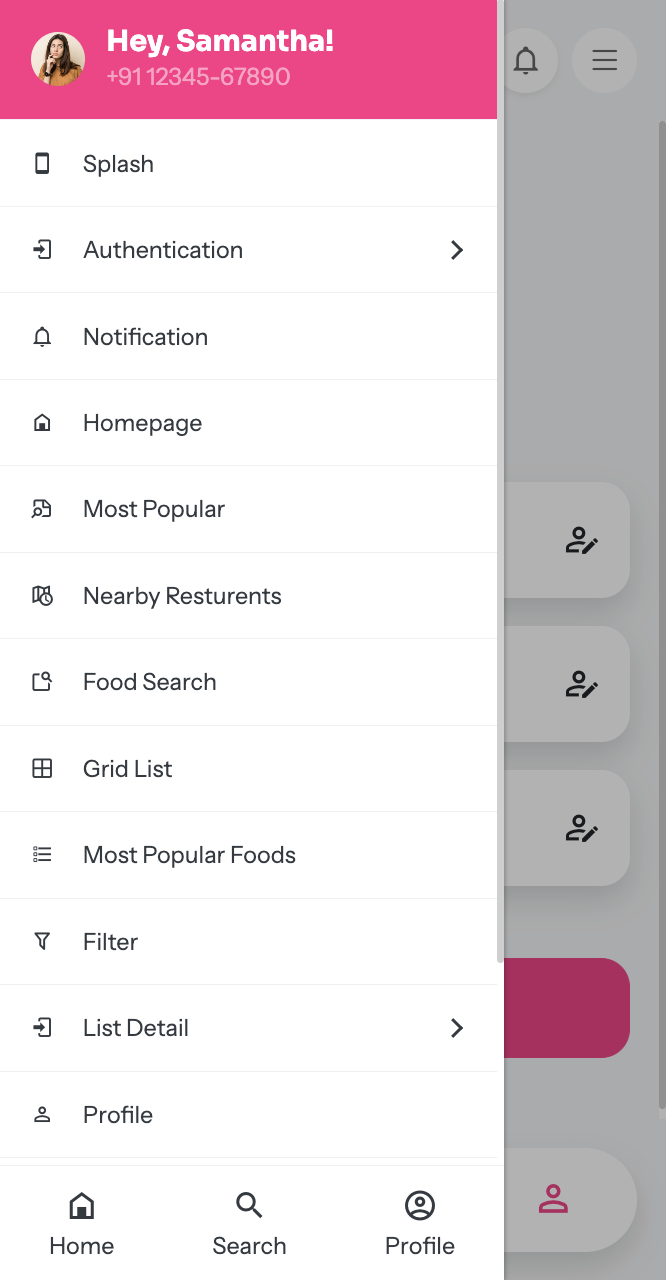 Hey, Samantha!
+91 12345-67890
Splash
Authentication
Notification
Homepage
Most Popular
Nearby Resturents
Food Search
Grid List
Most Popular Foods
Filter
List Detail
Profile
Home Search Profile